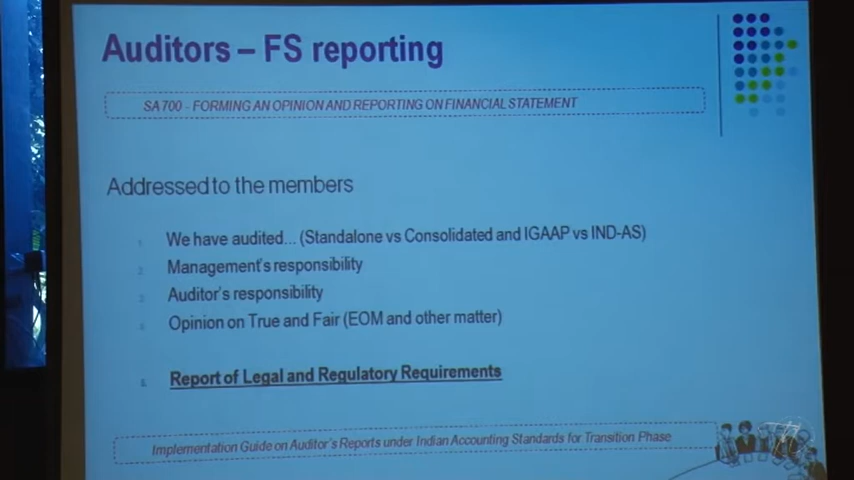 Auditors – FS reporting
SA 700 - FORMING AN OPINION AND REPORTING ON FINANCIAL STATEMENT
Addressed to the members
1. We have audited... (Standalone vs Consolidated and IGAAP vs IND-AS)
2. Management's responsibility
3. Auditor's responsibility
4. Opinion on True and Fair (EOM and other matter)
5. Report of Legal and Regulatory Requirements
Implementation Guide on Auditor's Reports under Indian Accounting Standards for Transition Phase